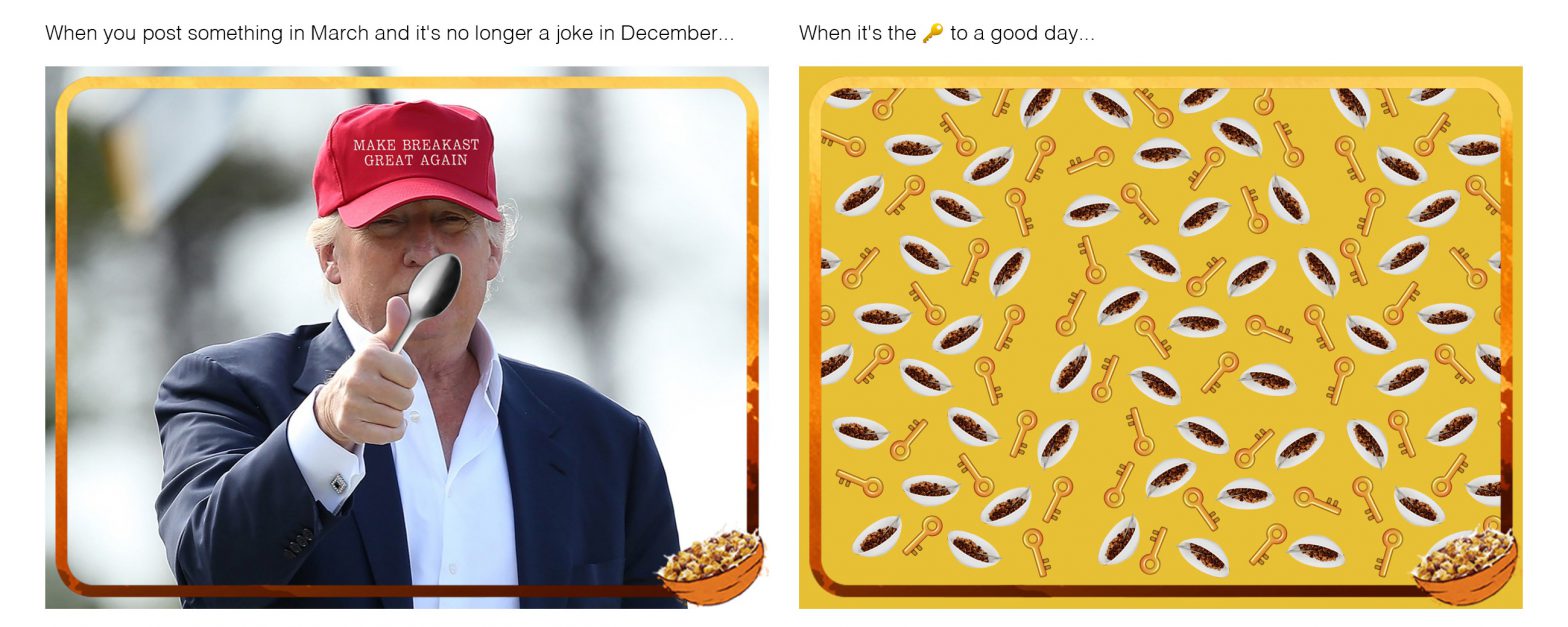 When you post something in March and it's no longer a joke in December...
When it's the 🔑 to a good day...
MAKE BREAKAST
GREAT AGAIN